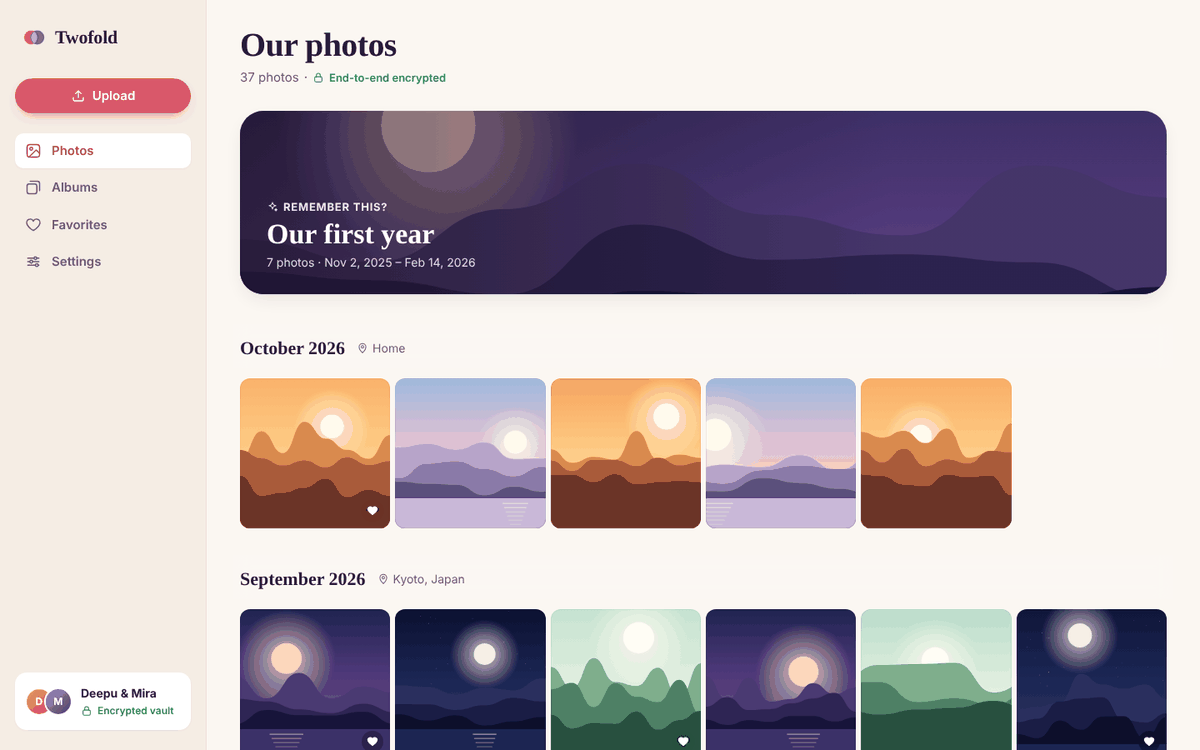 Twofold
Upload
Photos
Albums
Favorites
Settings
D M
Deepu & Mira
Encrypted vault
Our photos
37 photos · End-to-end encrypted
REMEMBER THIS?
Our first year
7 photos · Nov 2, 2025 – Feb 14, 2026
October 2026 Home
September 2026 Kyoto, Japan